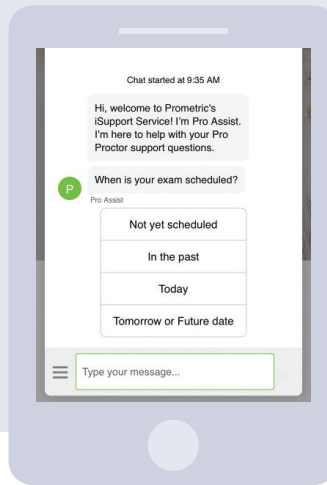 Chat started at 9:35 AM
Hi, welcome to Prometric's
iSupport Service! I'm Pro Assist.
I'm here to help with your Pro
Proctor support questions.
When is your exam scheduled?
P
Pro Assist
Not yet scheduled
In the past
Today
Tomorrow or Future date
Type your message...